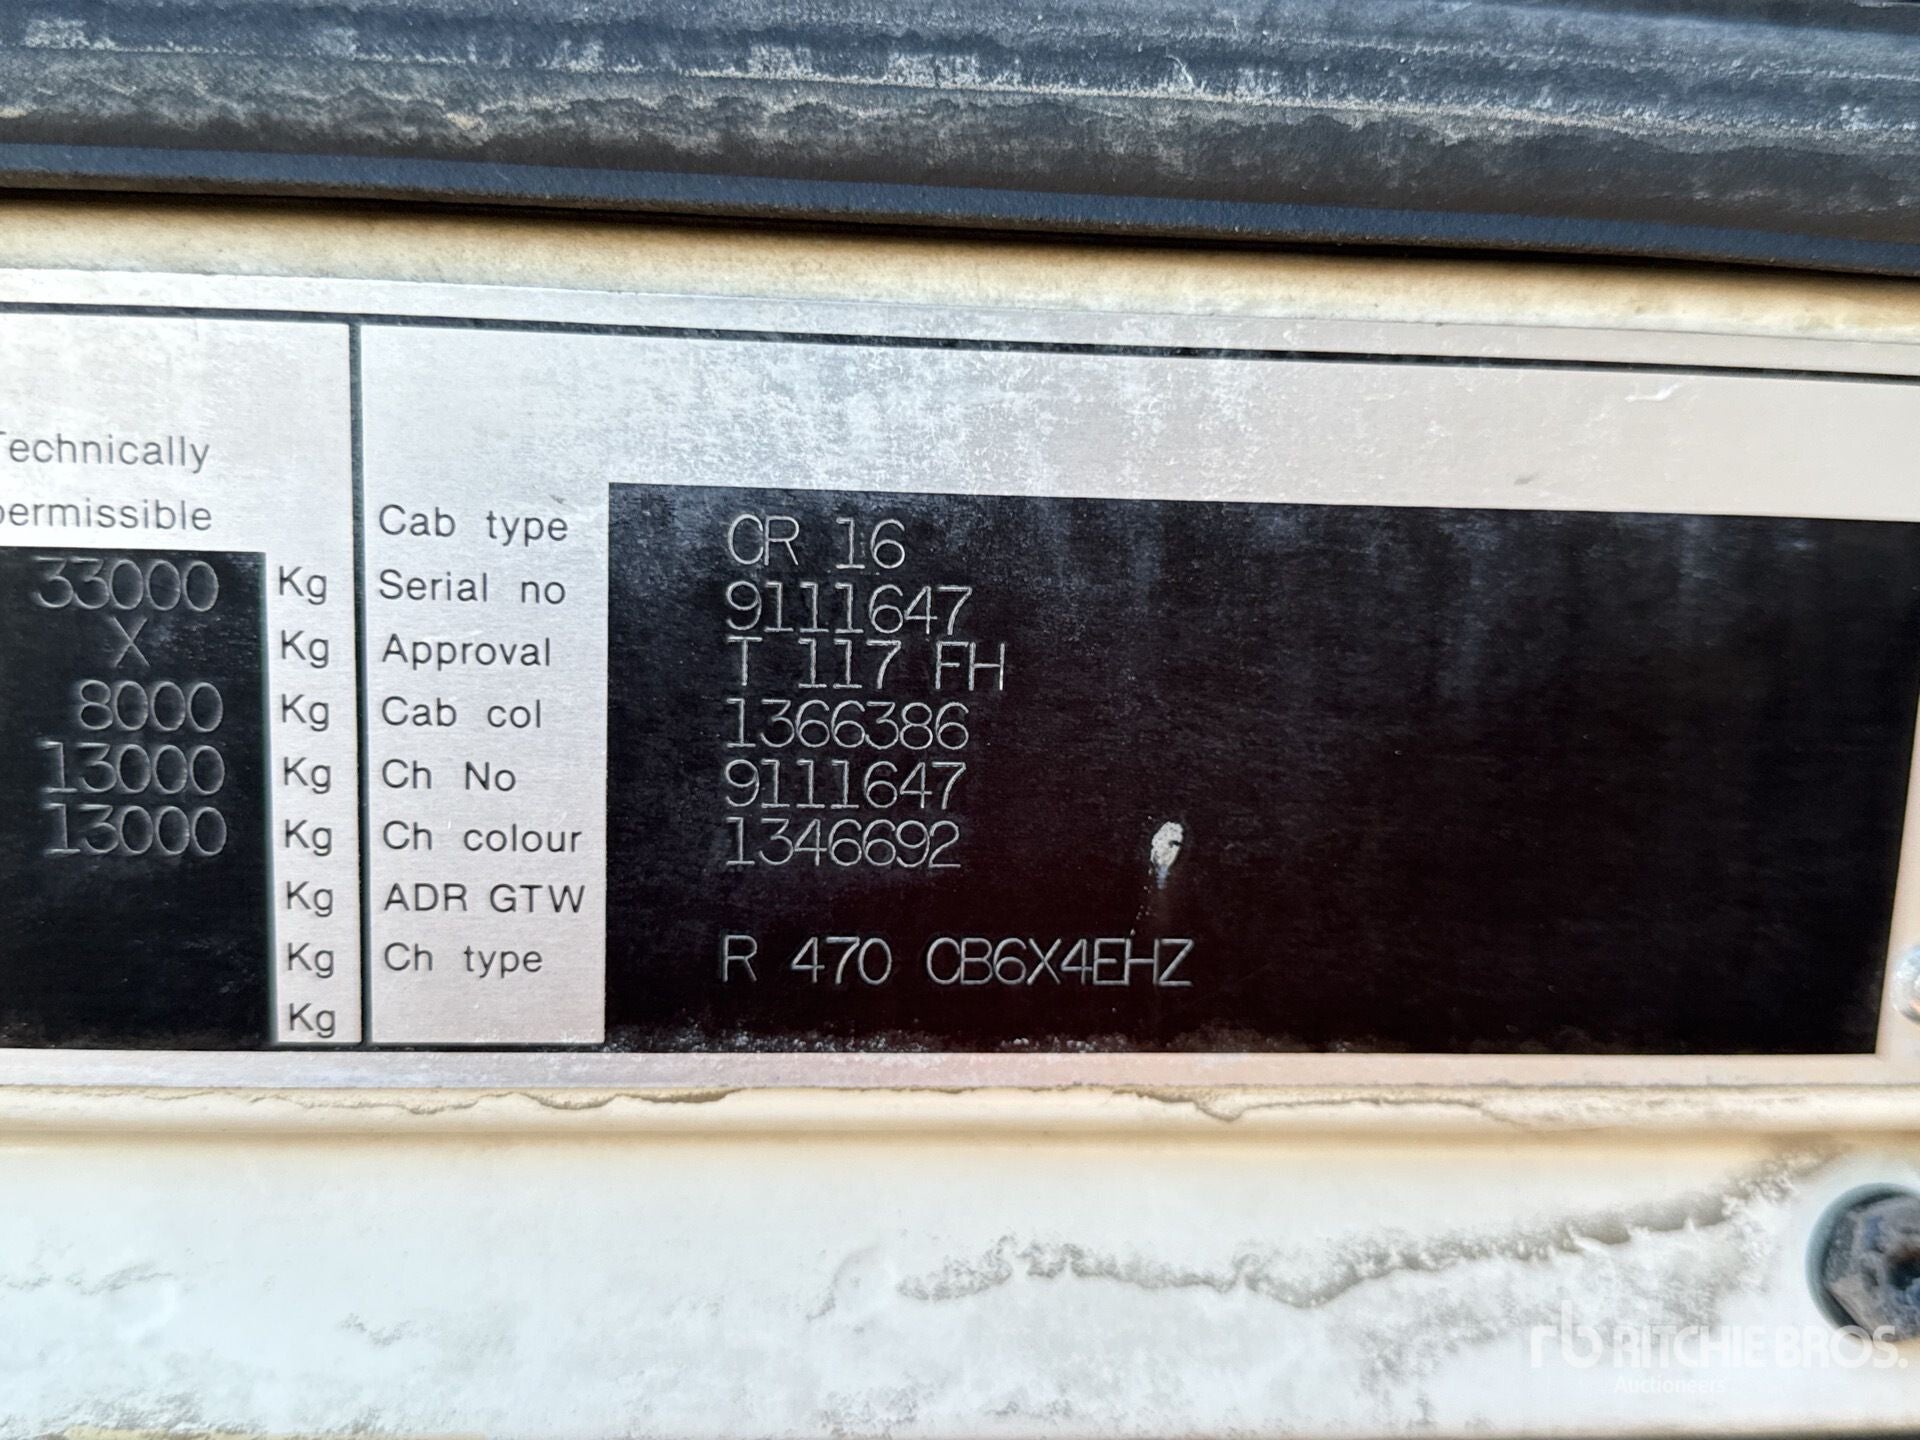 Technically
permissible
33000 Kg
X Kg
8000 Kg
13000 Kg
13000 Kg
Kg
Kg
Kg
Cab type CR 16
Serial no 9111647
Approval T 117 FH
Cab col 1366386
Ch No 9111647
Ch colour 1346692
ADR GTW
Ch type R 470 CB6X4EHZ
rb RITCHIE BROS.
Auctioneers